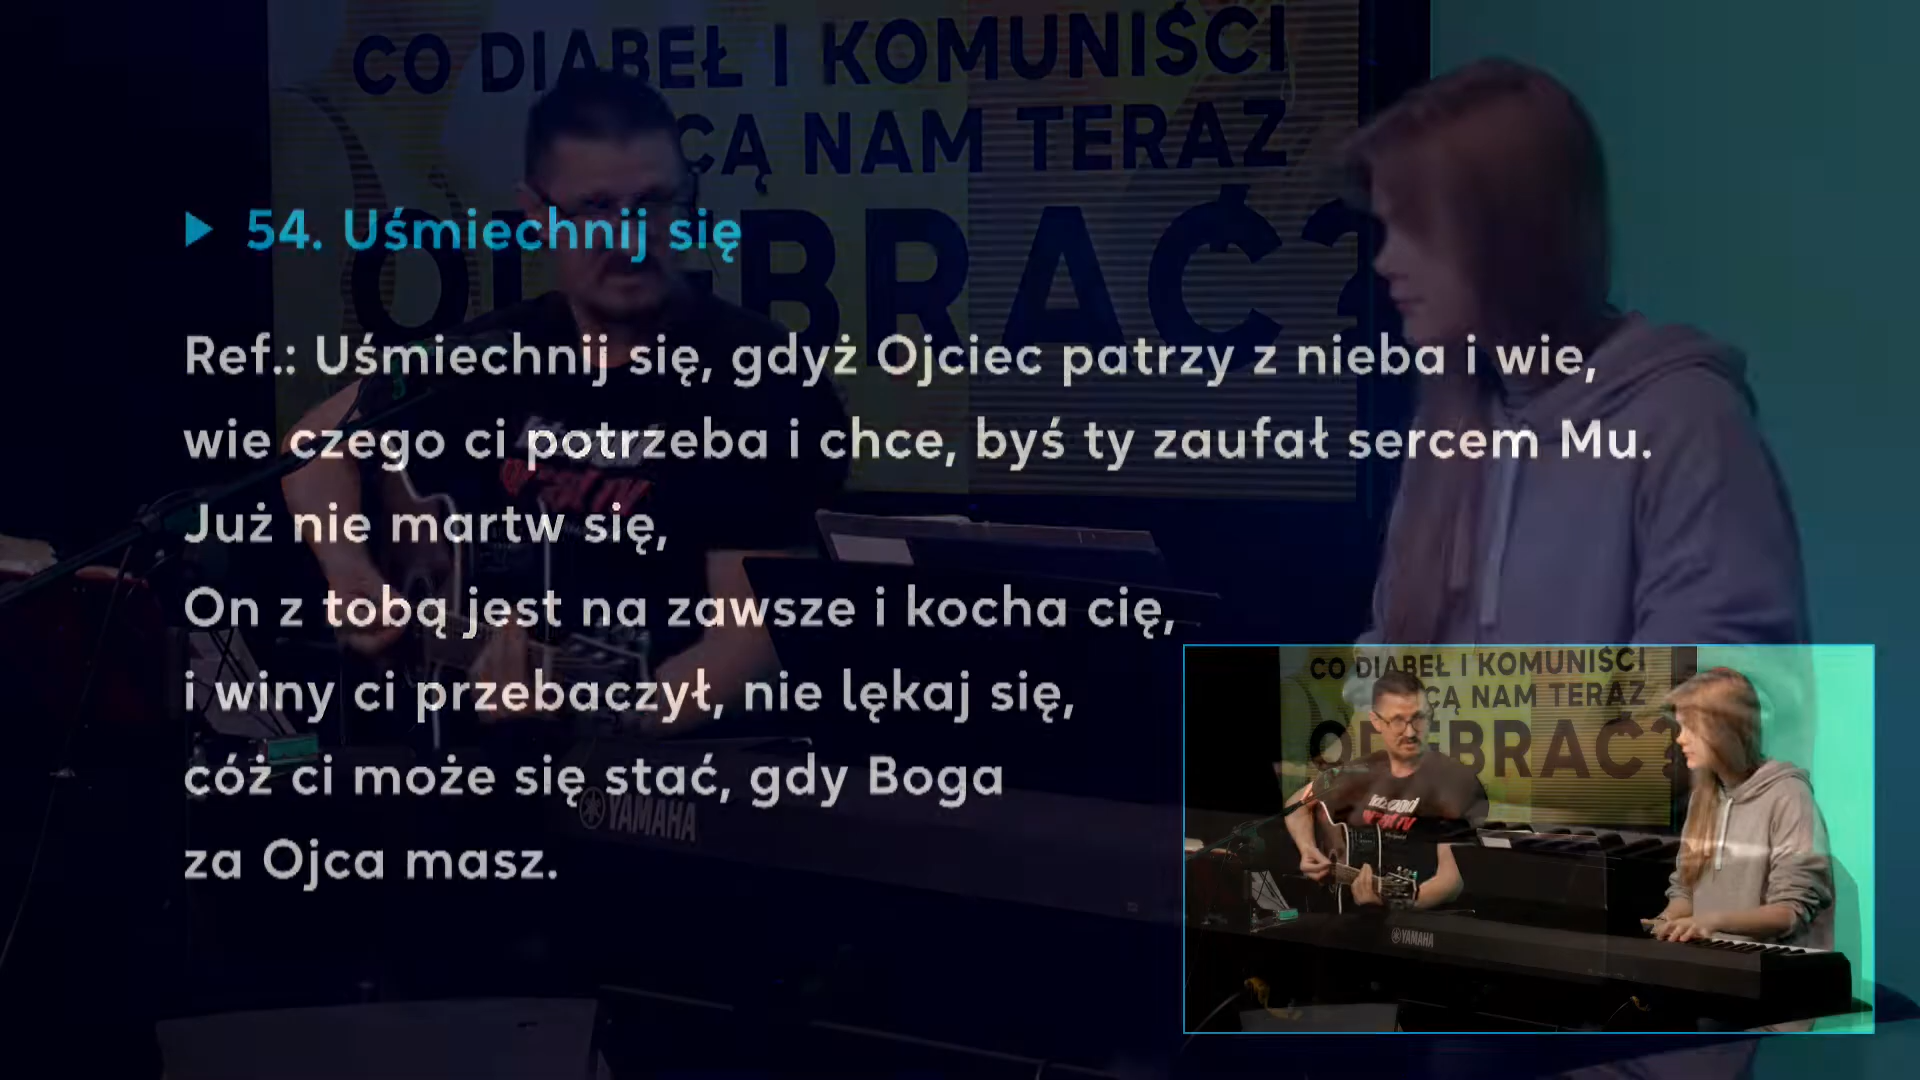 CO DIABEŁ I KOMUNIŚCI
CĄ NAM TERAZ
BRAĆ?
54. Uśmiechnij się
Ref.: Uśmiechnij się, gdyż Ojciec patrzy z nieba i wie,
wie czego ci potrzeba i chce, byś ty zaufał sercem Mu.
Już nie martw się,
On z tobą jest na zawsze i kocha cię,
i winy ci przebaczył, nie lękaj się,
cóż ci może się stać, gdy Boga
za Ojca masz.
YAMAHA
CO DIABEŁ I KOMUNIŚCI
CĄ NAM TERAZ
BRAĆ?
YAMAHA